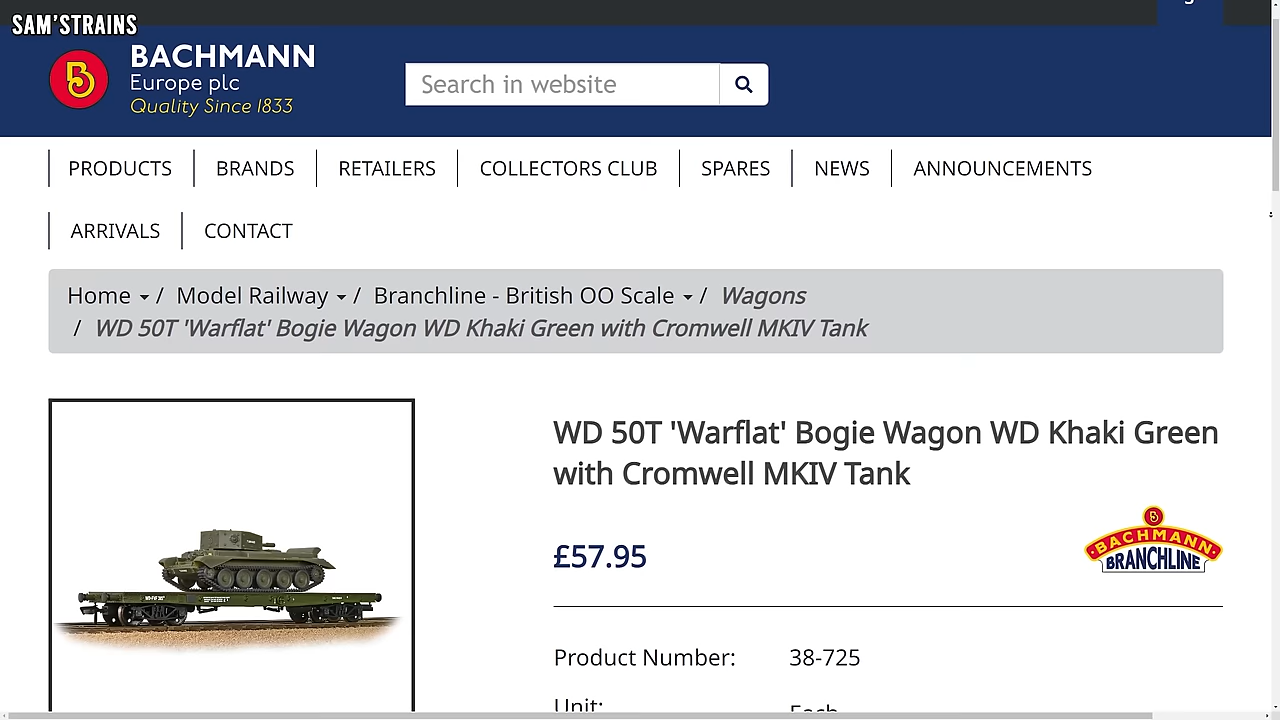 SAM'STRAINS
BACHMANN
Europe plc
Quality Since 1833
Search in website
PRODUCTS
BRANDS
RETAILERS
COLLECTORS CLUB
SPARES
NEWS
ANNOUNCEMENTS
ARRIVALS
CONTACT
Home / Model Railway / Branchline - British OO Scale / Wagons
/ WD 50T 'Warflat' Bogie Wagon WD Khaki Green with Cromwell MKIV Tank
WD 50T 'Warflat' Bogie Wagon WD Khaki Green
with Cromwell MKIV Tank
£57.95
BACHMANN
BRANCHLINE
Product Number: 38-725
Unit: Each